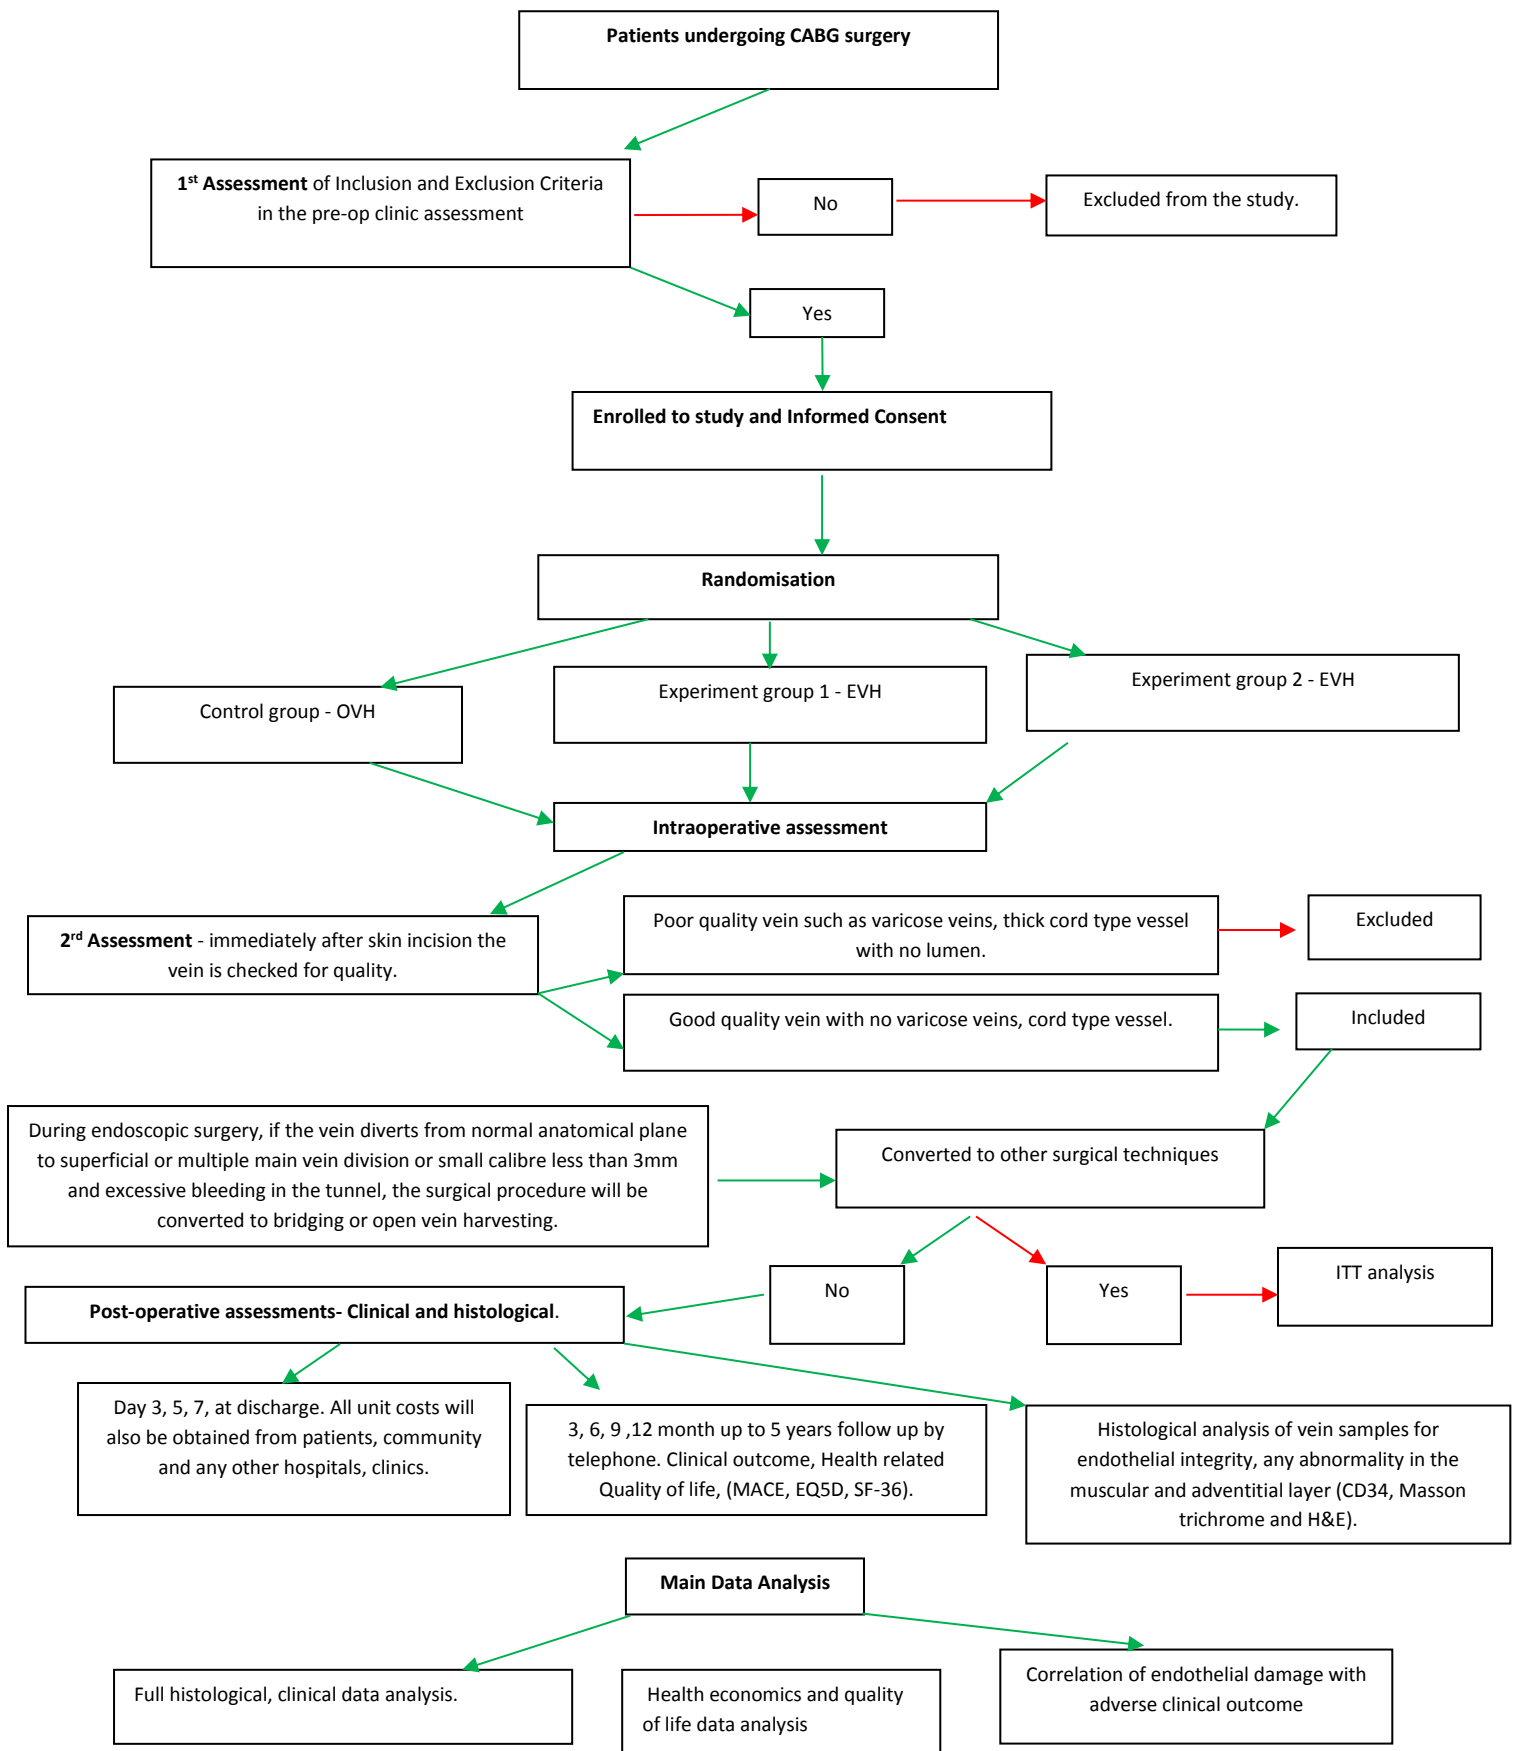 Patients undergoing CABG surgery
1st Assessment of Inclusion and Exclusion Criteria
in the pre-op clinic assessment
No
Excluded from the study.
Yes
Enrolled to study and Informed Consent
Randomisation
Control group - OVH
Experiment group 1 - EVH
Experiment group 2 - EVH
Intraoperative assessment
2rd Assessment - immediately after skin incision the
vein is checked for quality.
Poor quality vein such as varicose veins, thick cord type vessel
with no lumen.
Excluded
Good quality vein with no varicose veins, cord type vessel.
Included
During endoscopic surgery, if the vein diverts from normal anatomical plane
to superficial or multiple main vein division or small calibre less than 3mm
and excessive bleeding in the tunnel, the surgical procedure will be
converted to bridging or open vein harvesting.
Converted to other surgical techniques
No
Yes
ITT analysis
Post-operative assessments- Clinical and histological.
Day 3, 5, 7, at discharge. All unit costs will
also be obtained from patients, community
and any other hospitals, clinics.
3, 6, 9 ,12 month up to 5 years follow up by
telephone. Clinical outcome, Health related
Quality of life, (MACE, EQ5D, SF-36).
Histological analysis of vein samples for
endothelial integrity, any abnormality in the
muscular and adventitial layer (CD34, Masson
trichrome and H&E).
Main Data Analysis
Full histological, clinical data analysis.
Health economics and quality
of life data analysis
Correlation of endothelial damage with
adverse clinical outcome